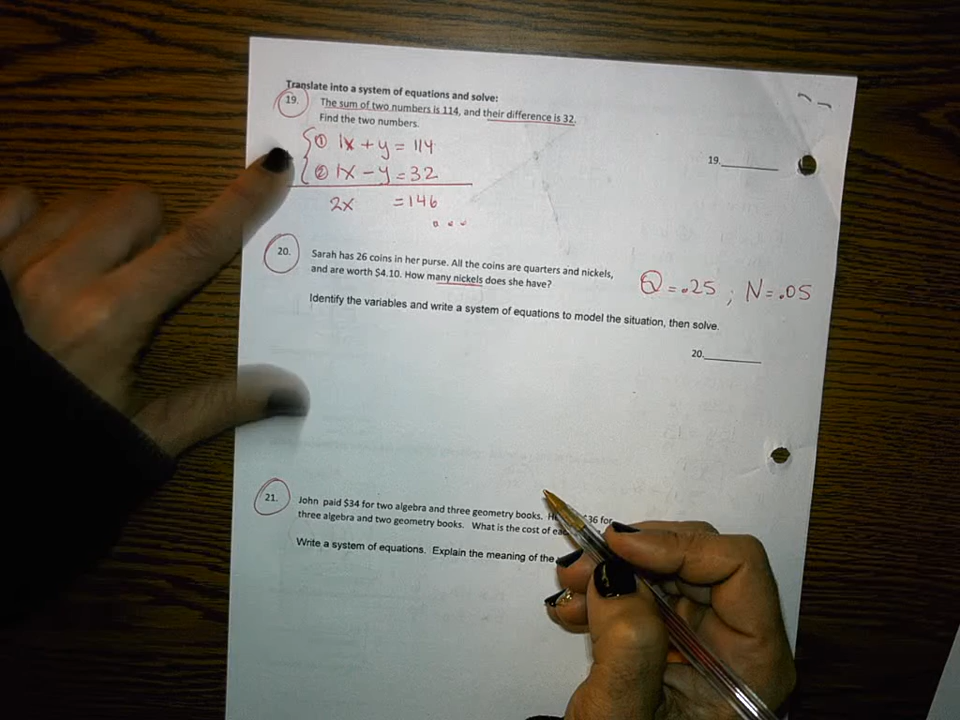 Translate into a system of equations and solve:
19. The sum of two numbers is 114, and their difference is 32.
Find the two numbers.
① 1x + y = 114
② 1x - y = 32
2x = 146
...
19.________
20. Sarah has 26 coins in her purse. All the coins are quarters and nickels,
and are worth $4.10. How many nickels does she have?
Q = .25 ; N = .05
Identify the variables and write a system of equations to model the situation, then solve.
20.________
21. John paid $34 for two algebra and three geometry books. 36 for
three algebra and two geometry books. What is the cost of
Write a system of equations. Explain the meaning of the